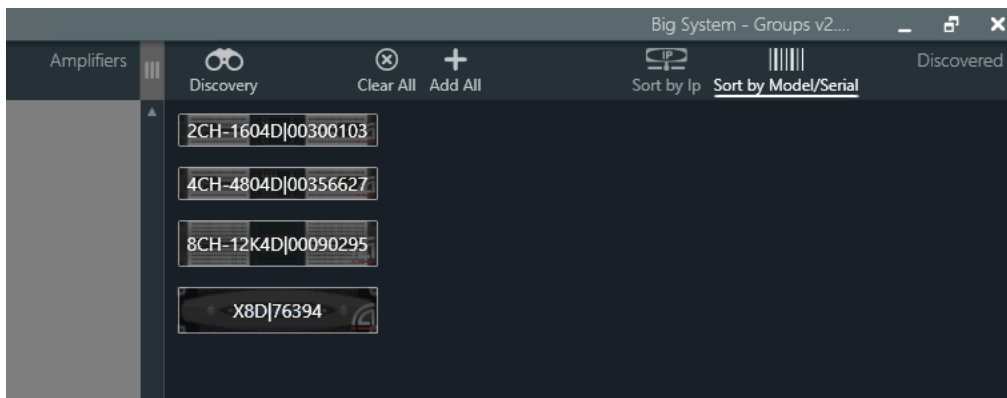 Big System - Groups v2....
Amplifiers
Discovery
Clear All
Add All
IP
Sort by Ip
Sort by Model/Serial
Discovered
2CH-1604D|00300103
4CH-4804D|00356627
8CH-12K4D|00090295
X8D|76394